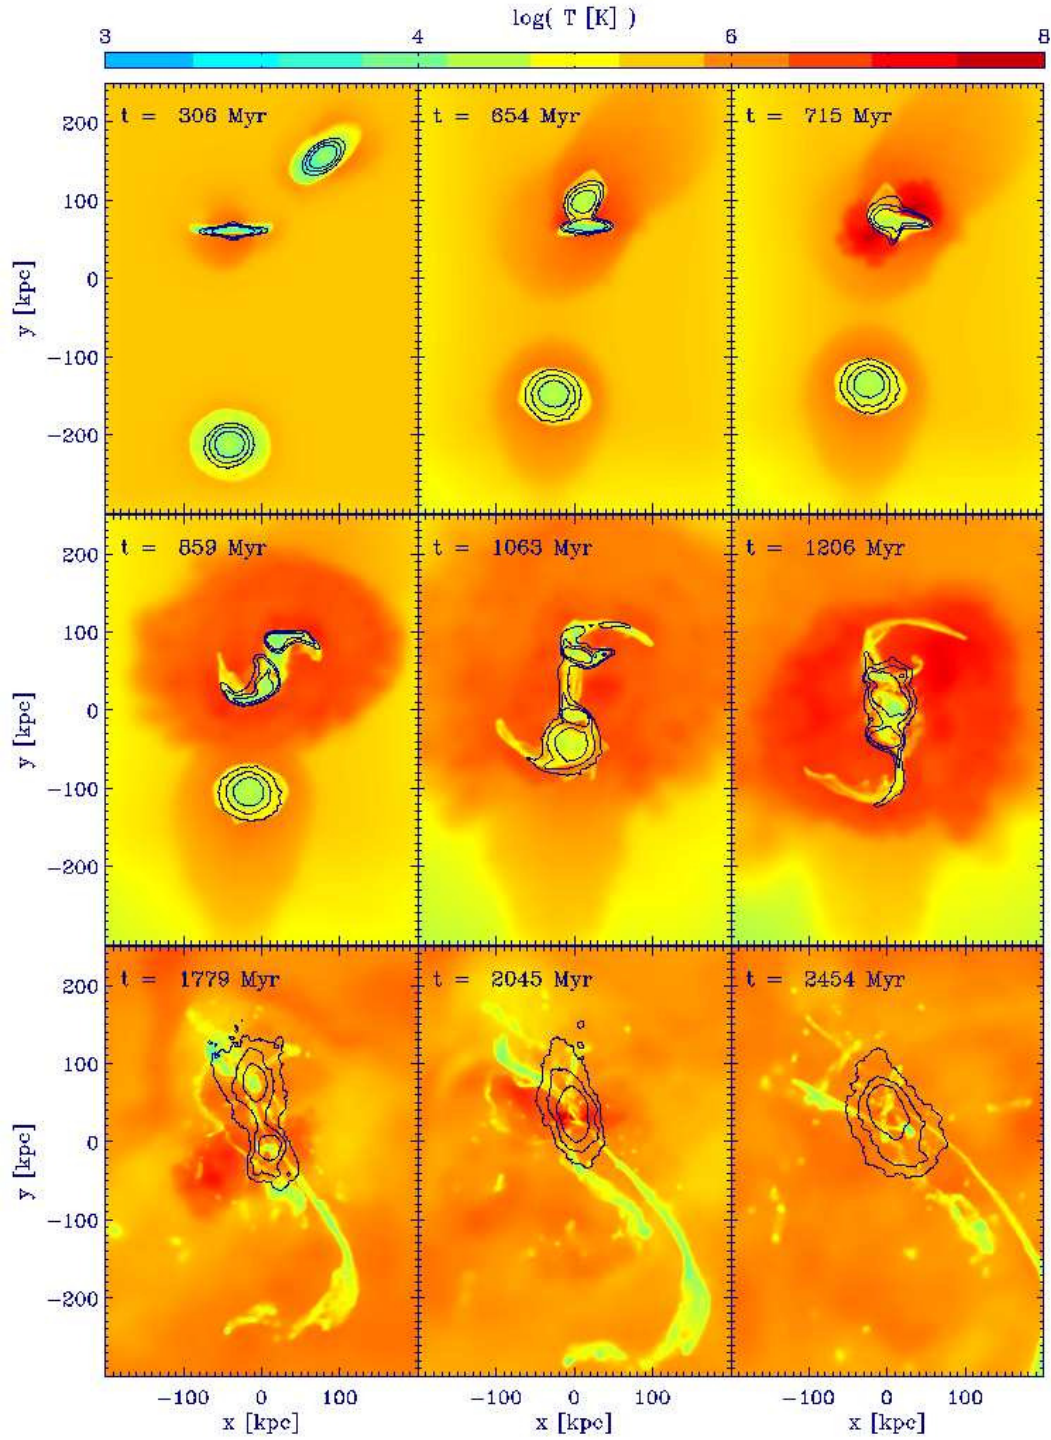 log( T [K] )
3 4 6 8
t = 306 Myr t = 654 Myr t = 715 Myr
200
100
0
−100
−200
y [kpc]
t = 859 Myr t = 1063 Myr t = 1206 Myr
200
100
0
−100
−200
y [kpc]
t = 1779 Myr t = 2045 Myr t = 2454 Myr
200
100
0
−100
−200
y [kpc]
−100 0 100 −100 0 100 −100 0 100
x [kpc] x [kpc] x [kpc]